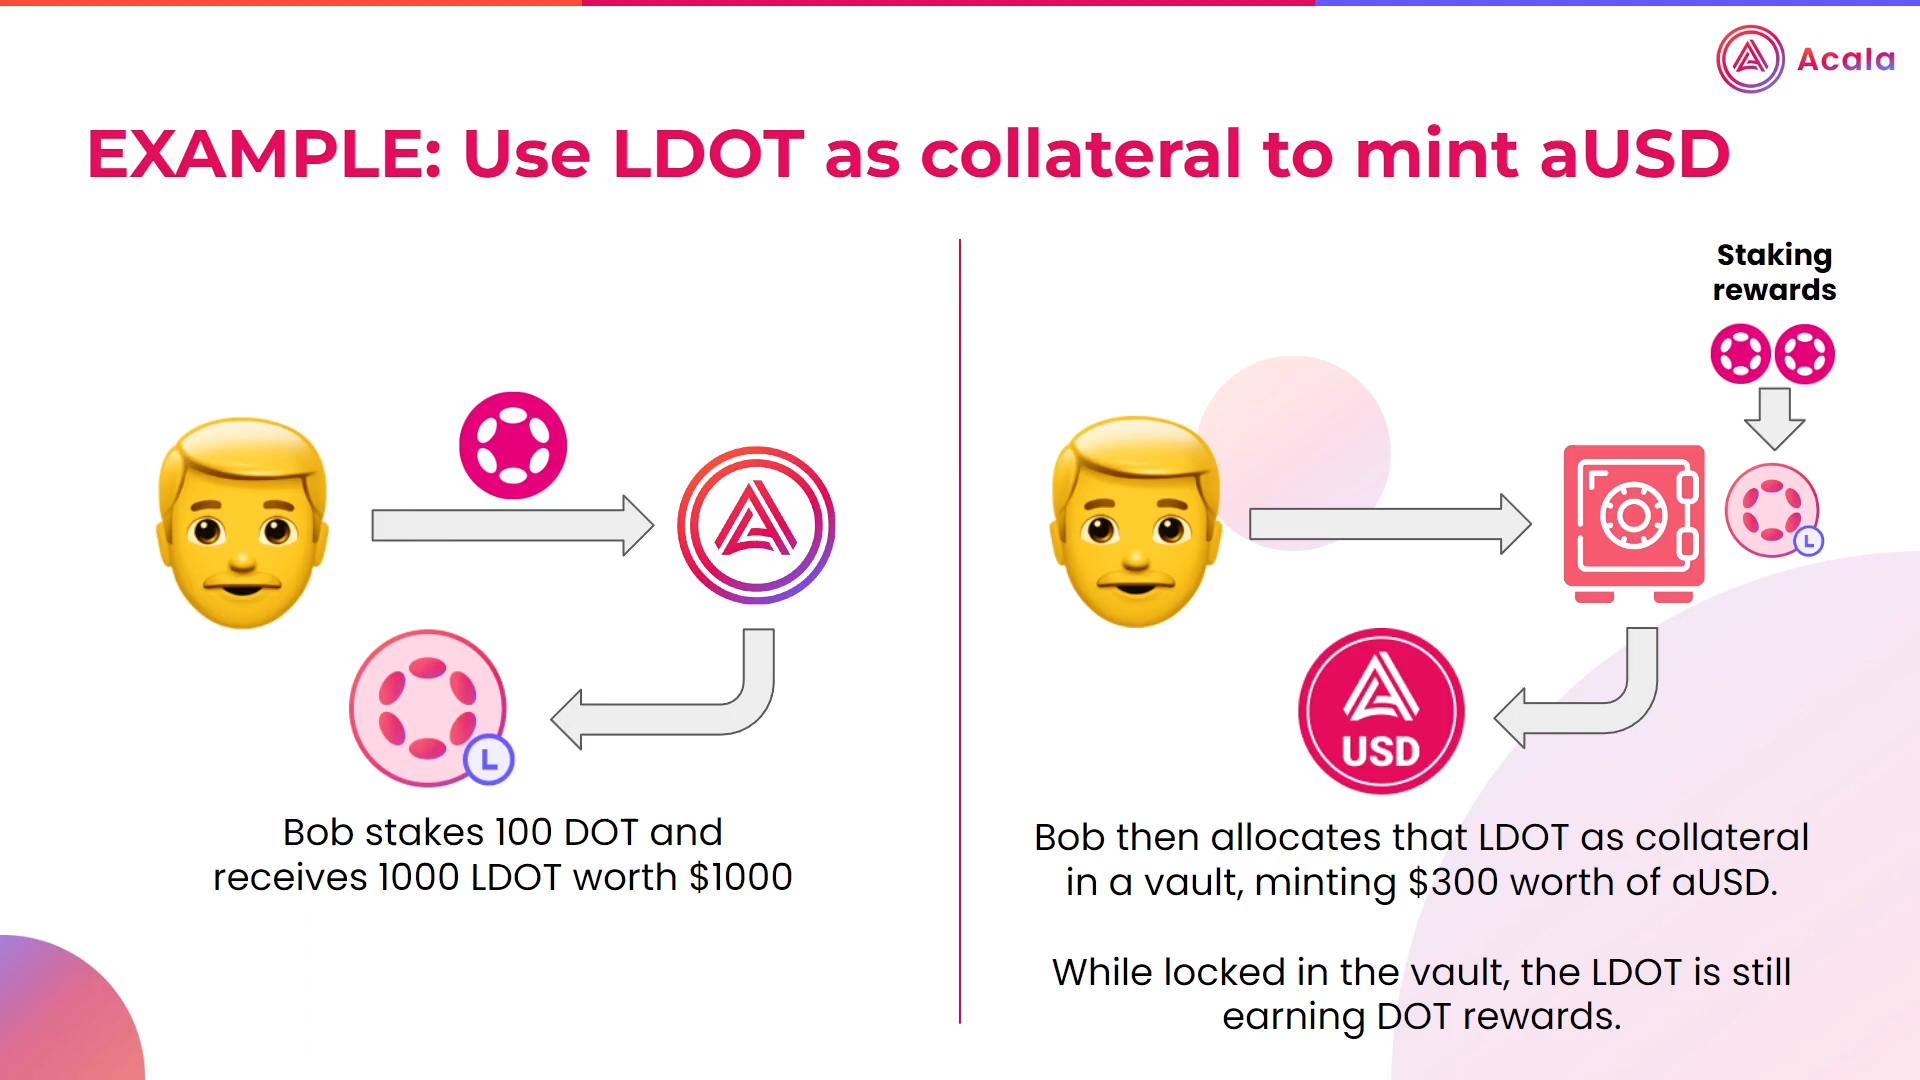 Acala
EXAMPLE: Use LDOT as collateral to mint aUSD
L
Bob stakes 100 DOT and
receives 1000 LDOT worth $1000
Staking
rewards
L
USD
Bob then allocates that LDOT as collateral
in a vault, minting $300 worth of aUSD.
While locked in the vault, the LDOT is still
earning DOT rewards.